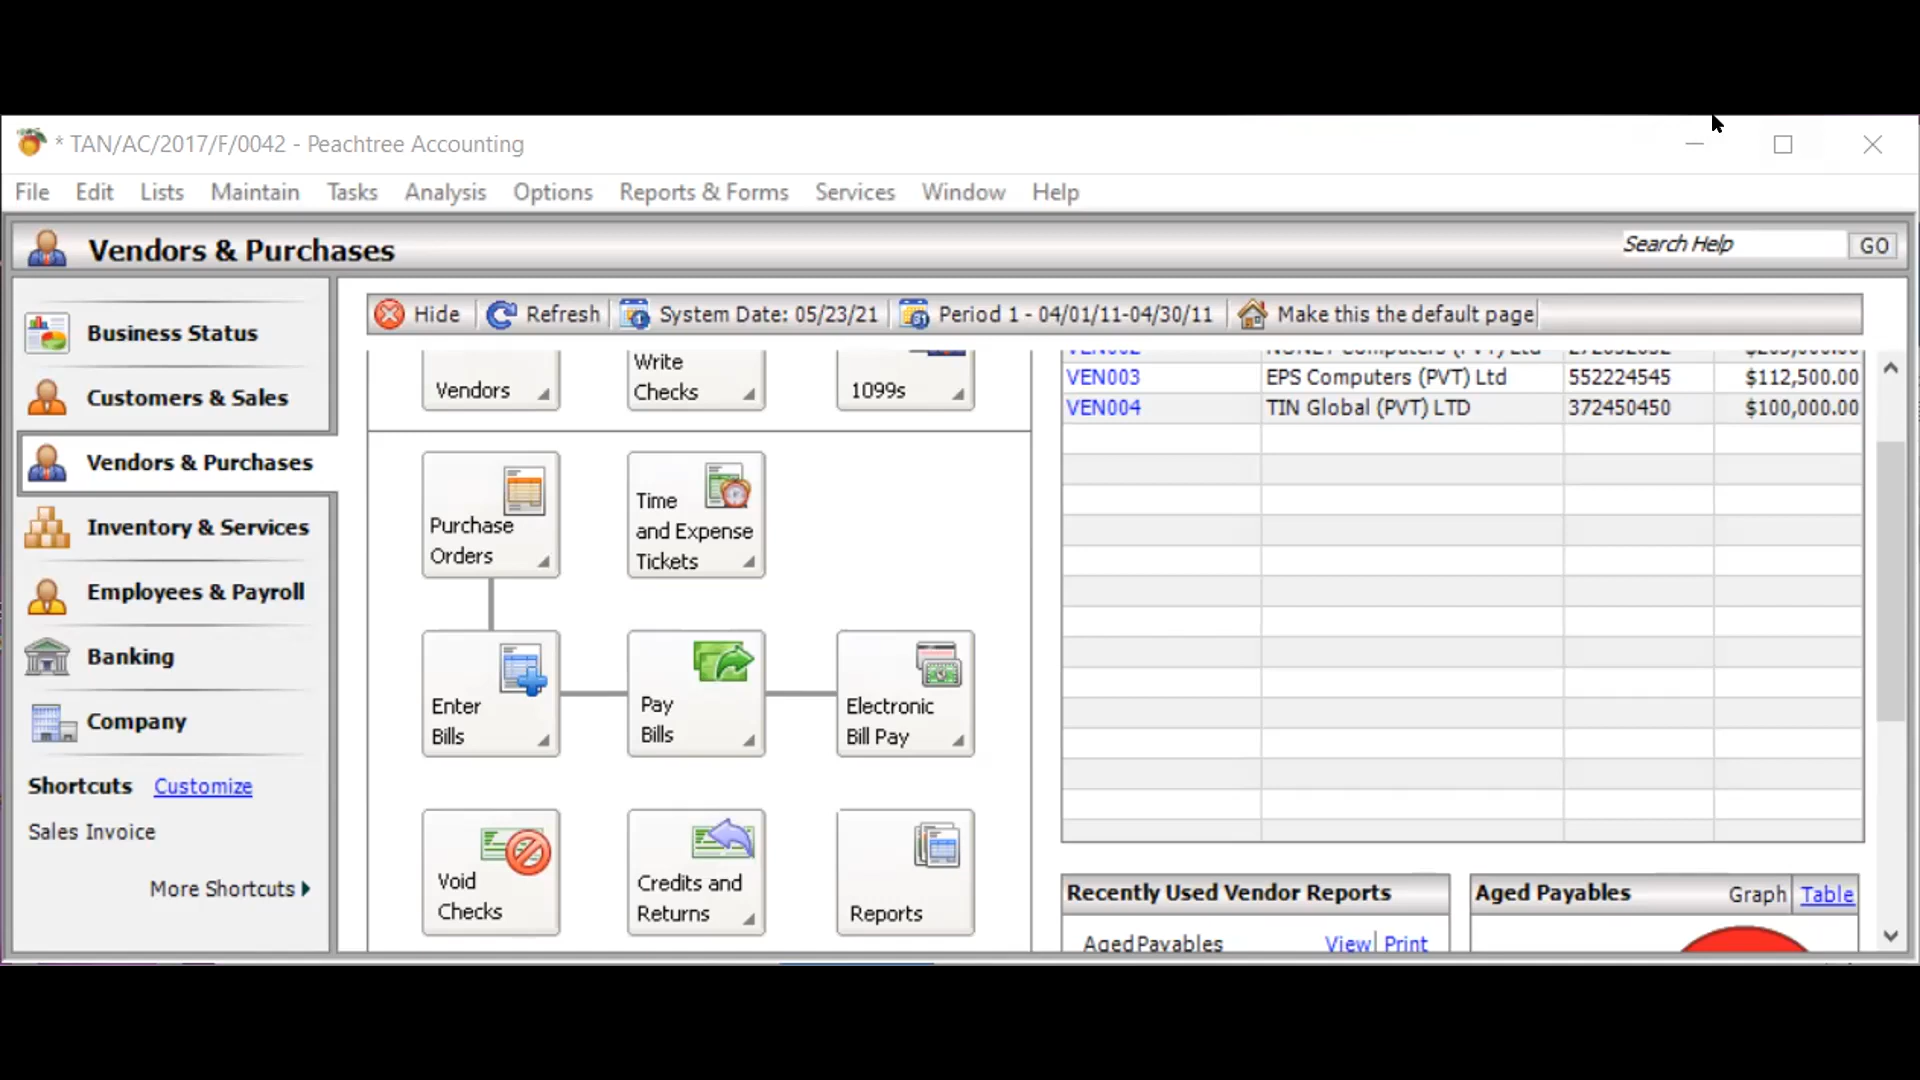 * TAN/AC/2017/F/0042 - Peachtree Accounting
File Edit Lists Maintain Tasks Analysis Options Reports & Forms Services Window Help
Vendors & Purchases
Search Help GO
Business Status
Customers & Sales
Vendors & Purchases
Inventory & Services
Employees & Payroll
Banking
Company
Shortcuts Customize
Sales Invoice
More Shortcuts
Hide Refresh System Date: 05/23/21 Period 1 - 04/01/11-04/30/11 Make this the default page
Vendors
Write
Checks
1099s
Purchase
Orders
Time
and Expense
Tickets
Enter
Bills
Pay
Bills
Electronic
Bill Pay
Void
Checks
Credits and
Returns
Reports
VEN002 Computers (PVT) Ltd
VEN003 EPS Computers (PVT) Ltd 552224545 $112,500.00
VEN004 TIN Global (PVT) LTD 372450450 $100,000.00
Recently Used Vendor Reports
Aged Payables View Print
Aged Payables Graph Table